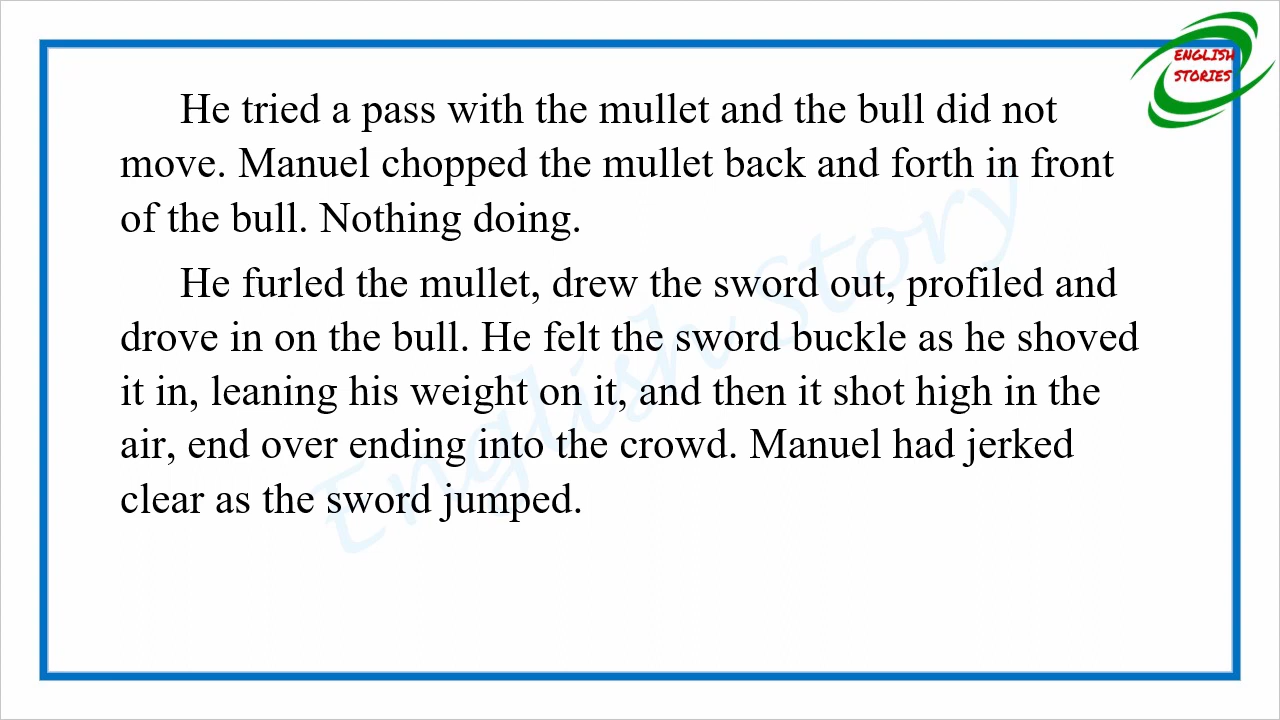 ENGLISH
STORIES
He tried a pass with the mullet and the bull did not
move. Manuel chopped the mullet back and forth in front
of the bull. Nothing doing.
He furled the mullet, drew the sword out, profiled and
drove in on the bull. He felt the sword buckle as he shoved
it in, leaning his weight on it, and then it shot high in the
air, end over ending into the crowd. Manuel had jerked
clear as the sword jumped.
English Story